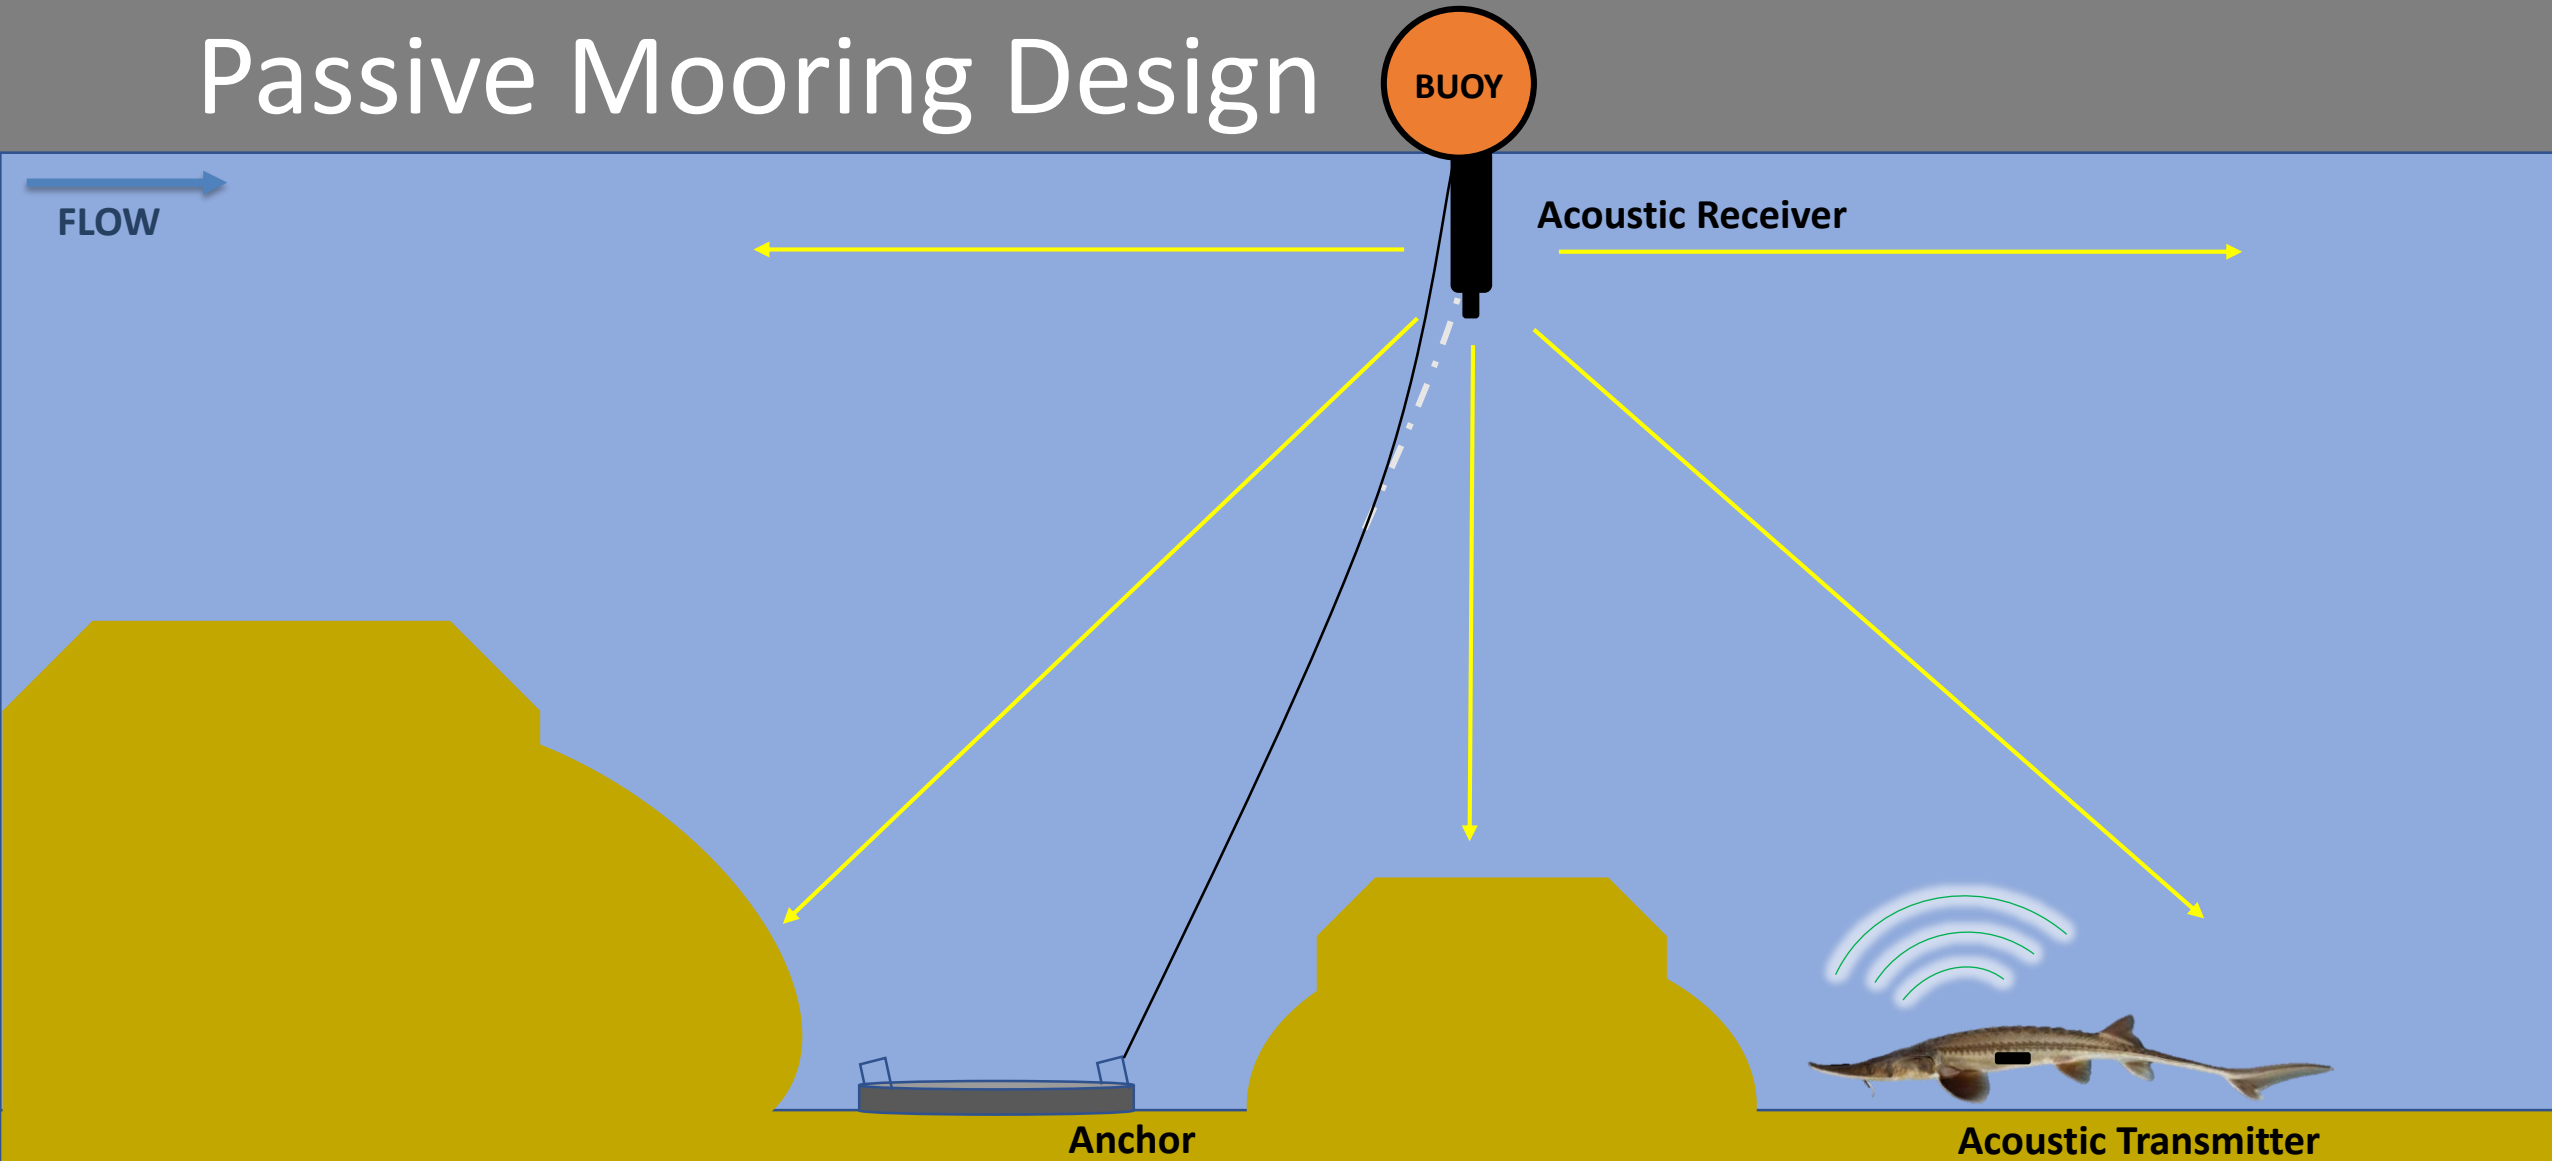 Passive Mooring Design
BUOY
FLOW
Acoustic Receiver
Anchor
Acoustic Transmitter